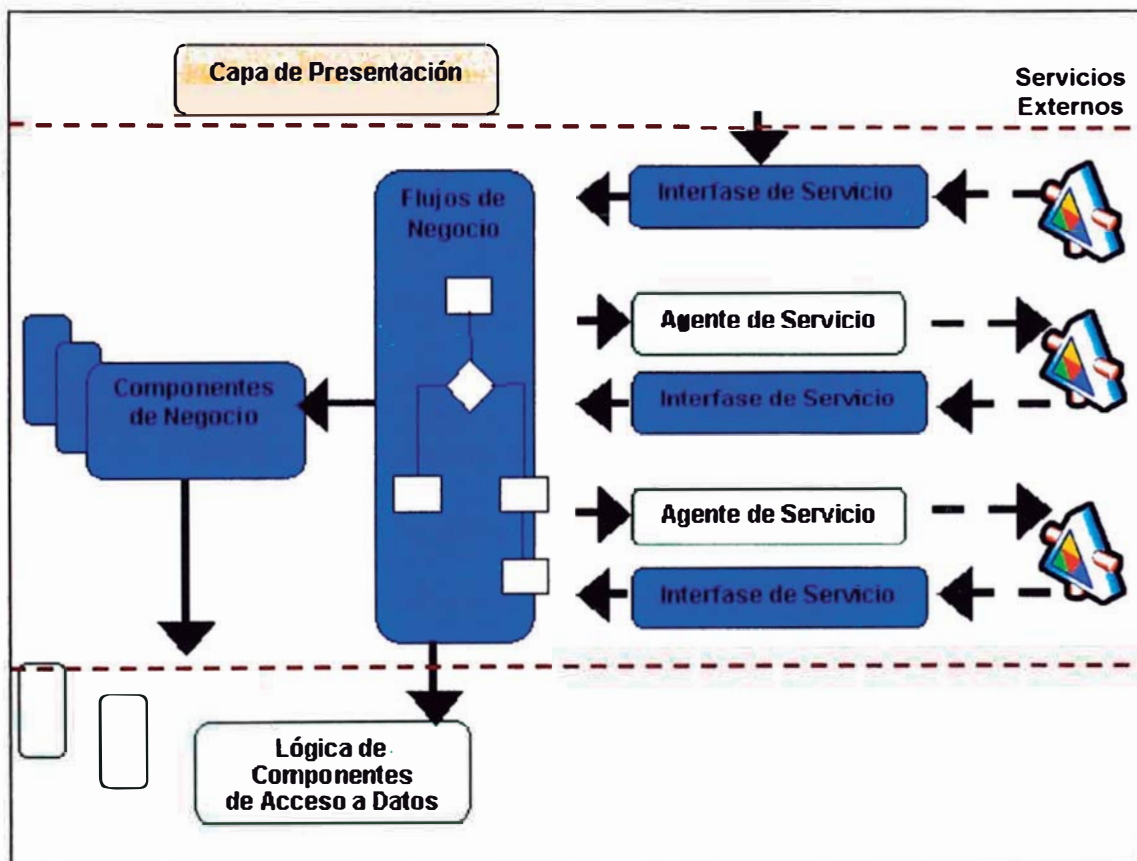 Capa de Presentación
Servicios
Externos
Flujos de
Negocio
Interfase de Servicio
Agente de Servicio
Componentes
de Negocio
Interfase de Servicio
Agente de Servicio
Interfase de Servicio
Lógica de
Componentes
de Acceso a Datos